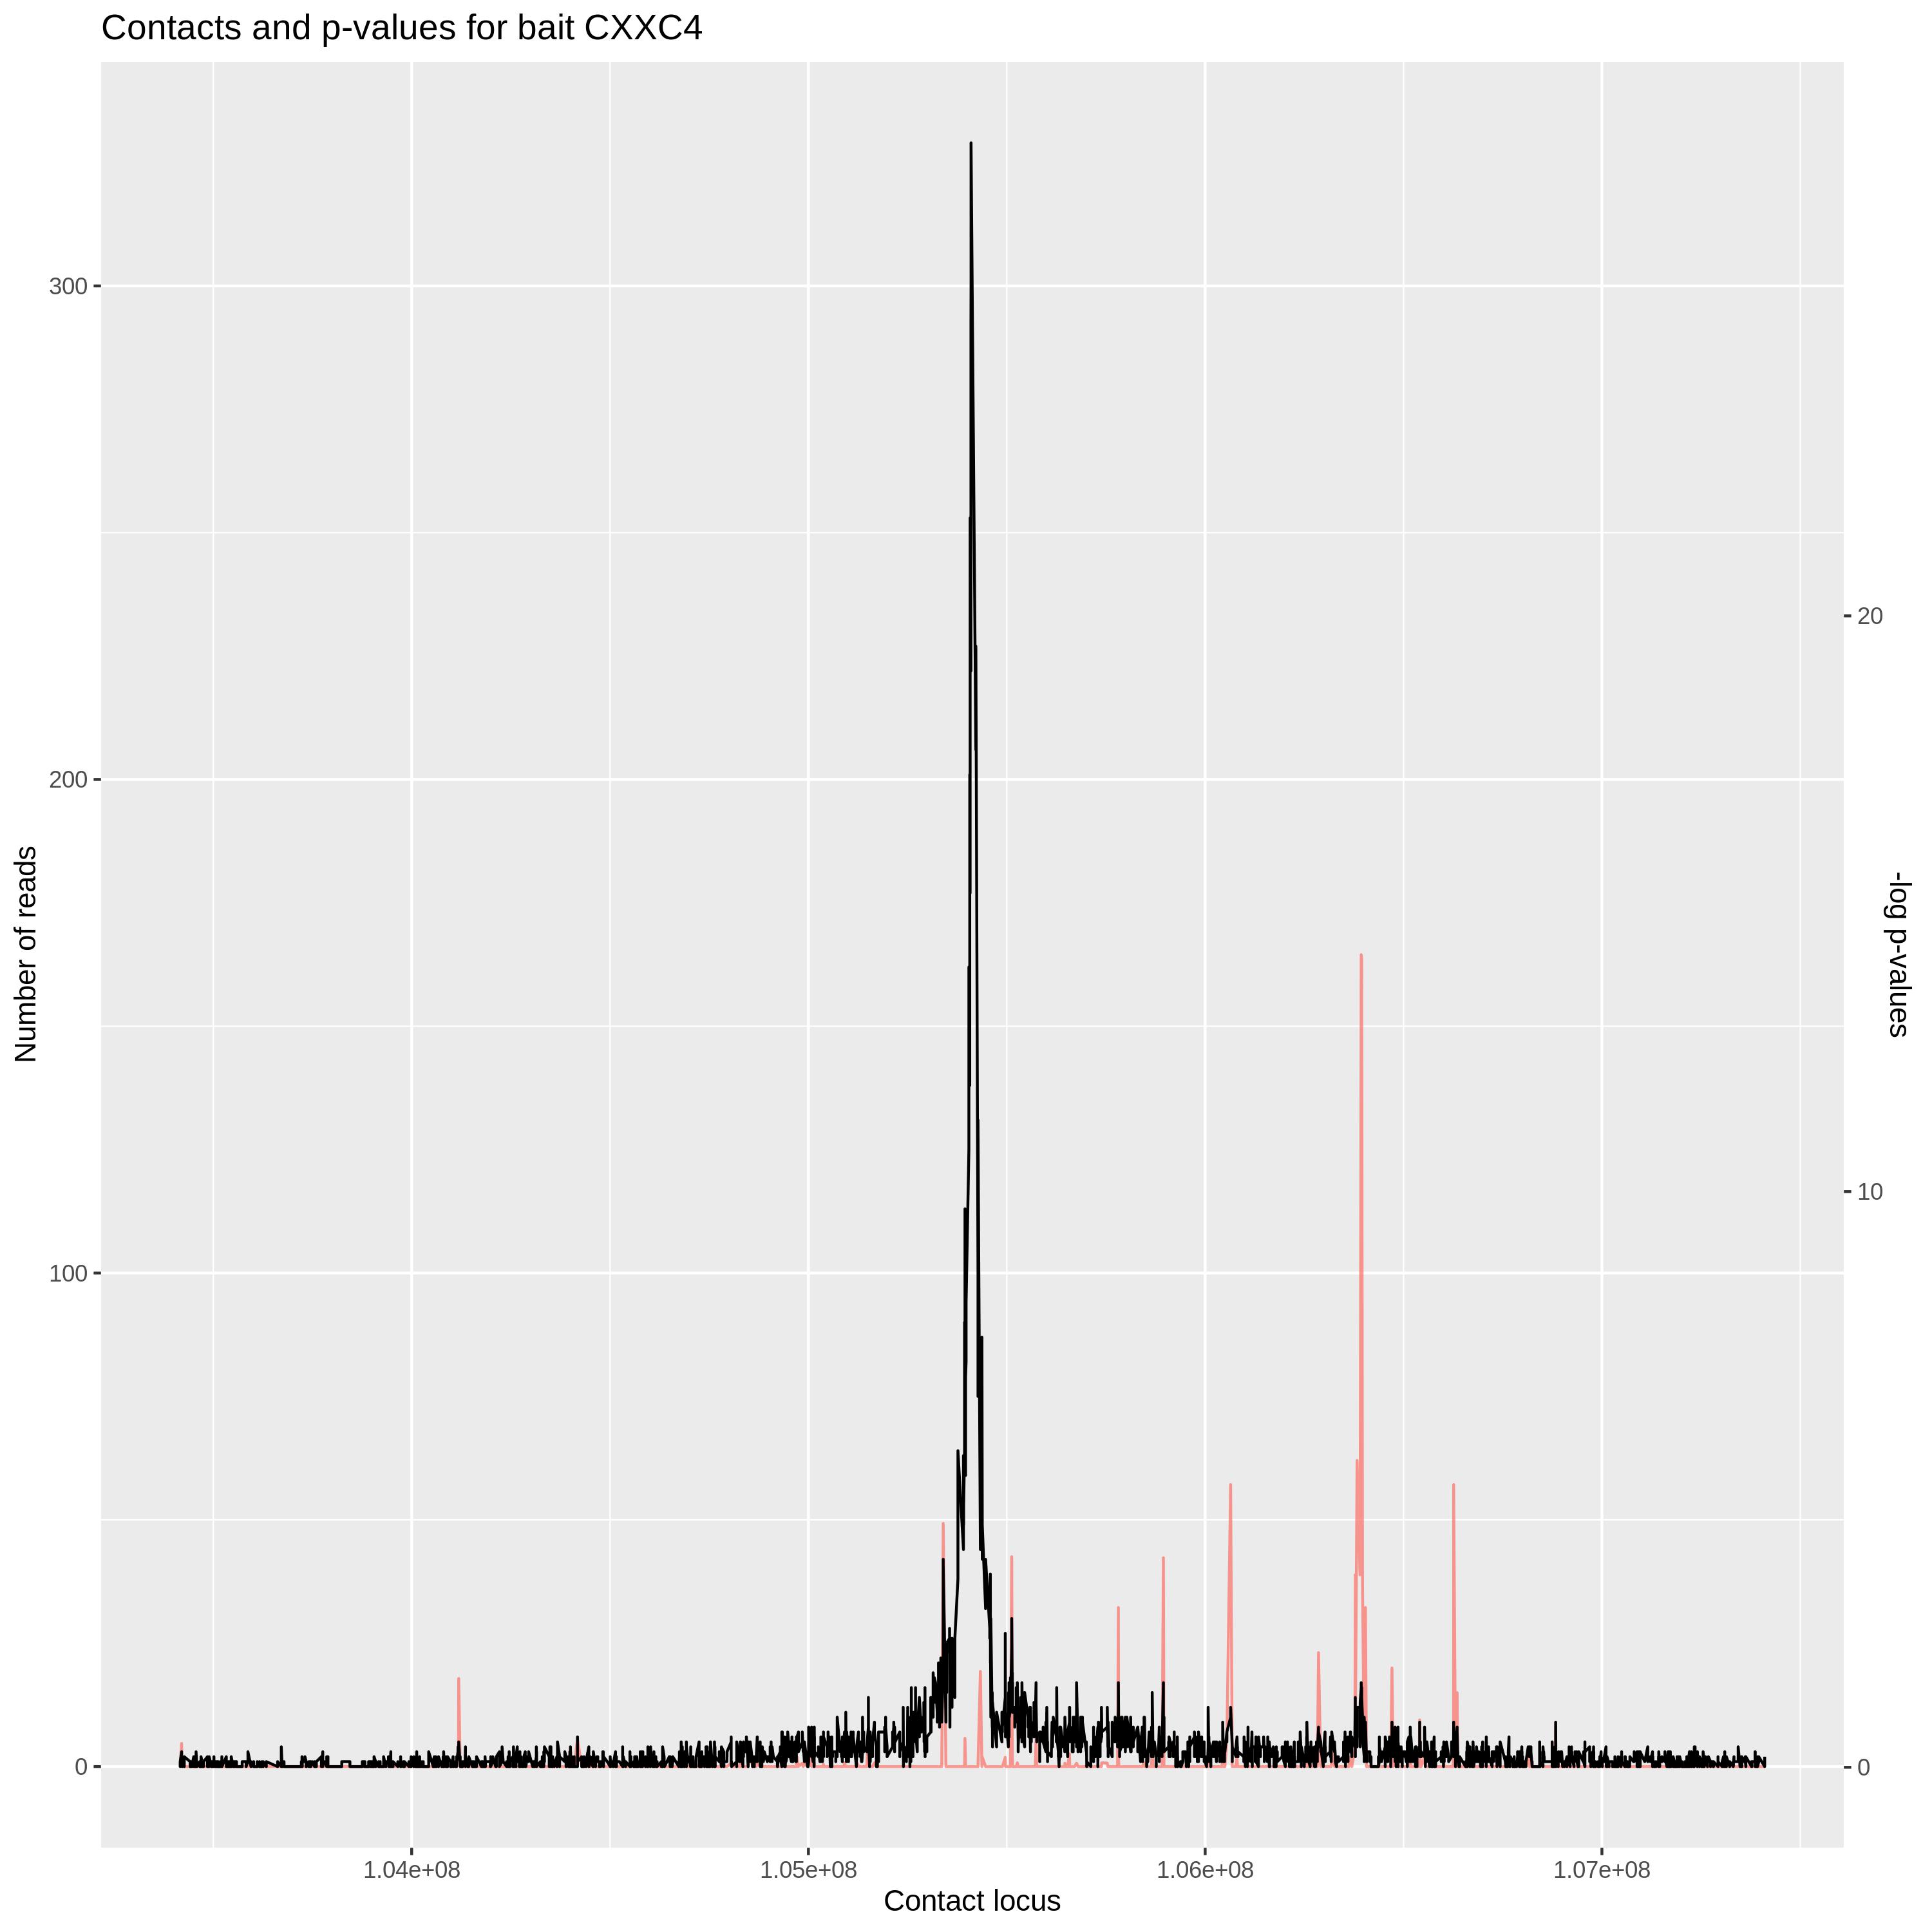 Contacts and p-values for bait CXXC4
300
200
100
0
Number of reads
20
10
0
-log p-values
1.04e+08
1.05e+08
1.06e+08
1.07e+08
Contact locus